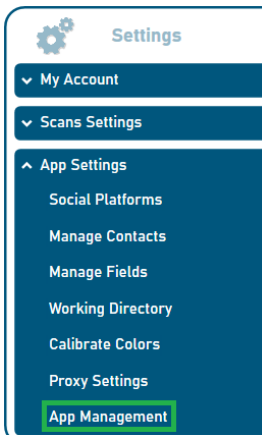 Settings
My Account
Scans Settings
App Settings
Social Platforms
Manage Contacts
Manage Fields
Working Directory
Calibrate Colors
Proxy Settings
App Management